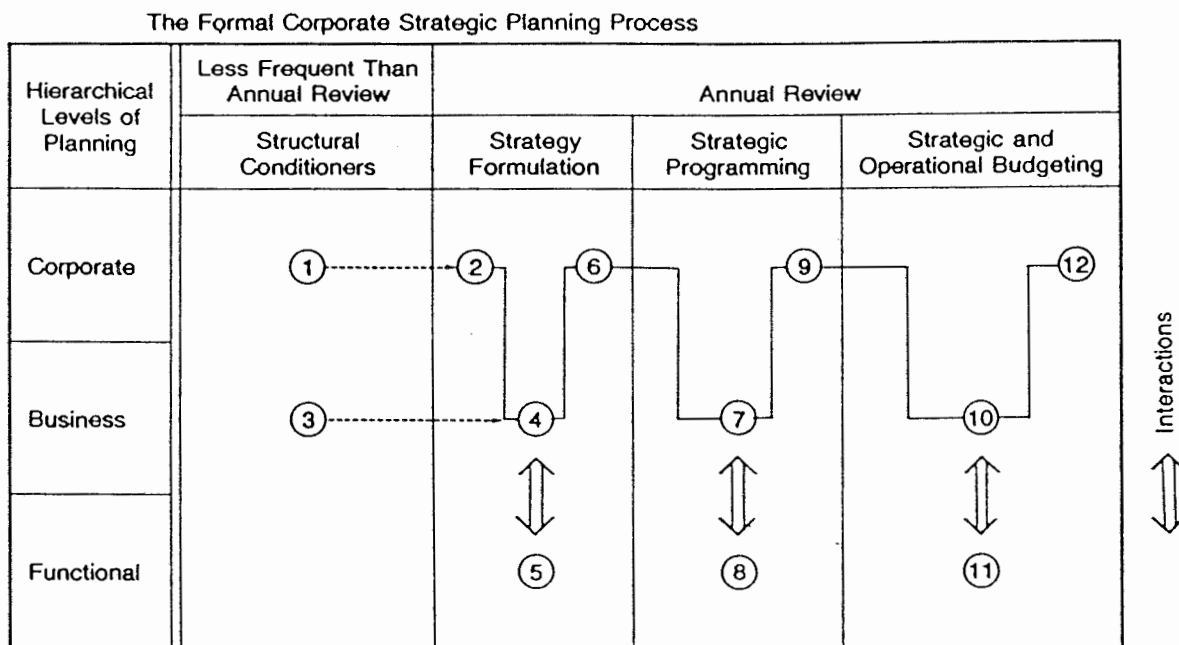 The Formal Corporate Strategic Planning Process
Hierarchical
Levels of
Planning
Less Frequent Than
Annual Review
Annual Review
Structural
Conditioners
Strategy
Formulation
Strategic
Programming
Strategic and
Operational Budgeting
Corporate
1
2
6
9
12
Business
3
4
7
10
Functional
5
8
11
Interactions